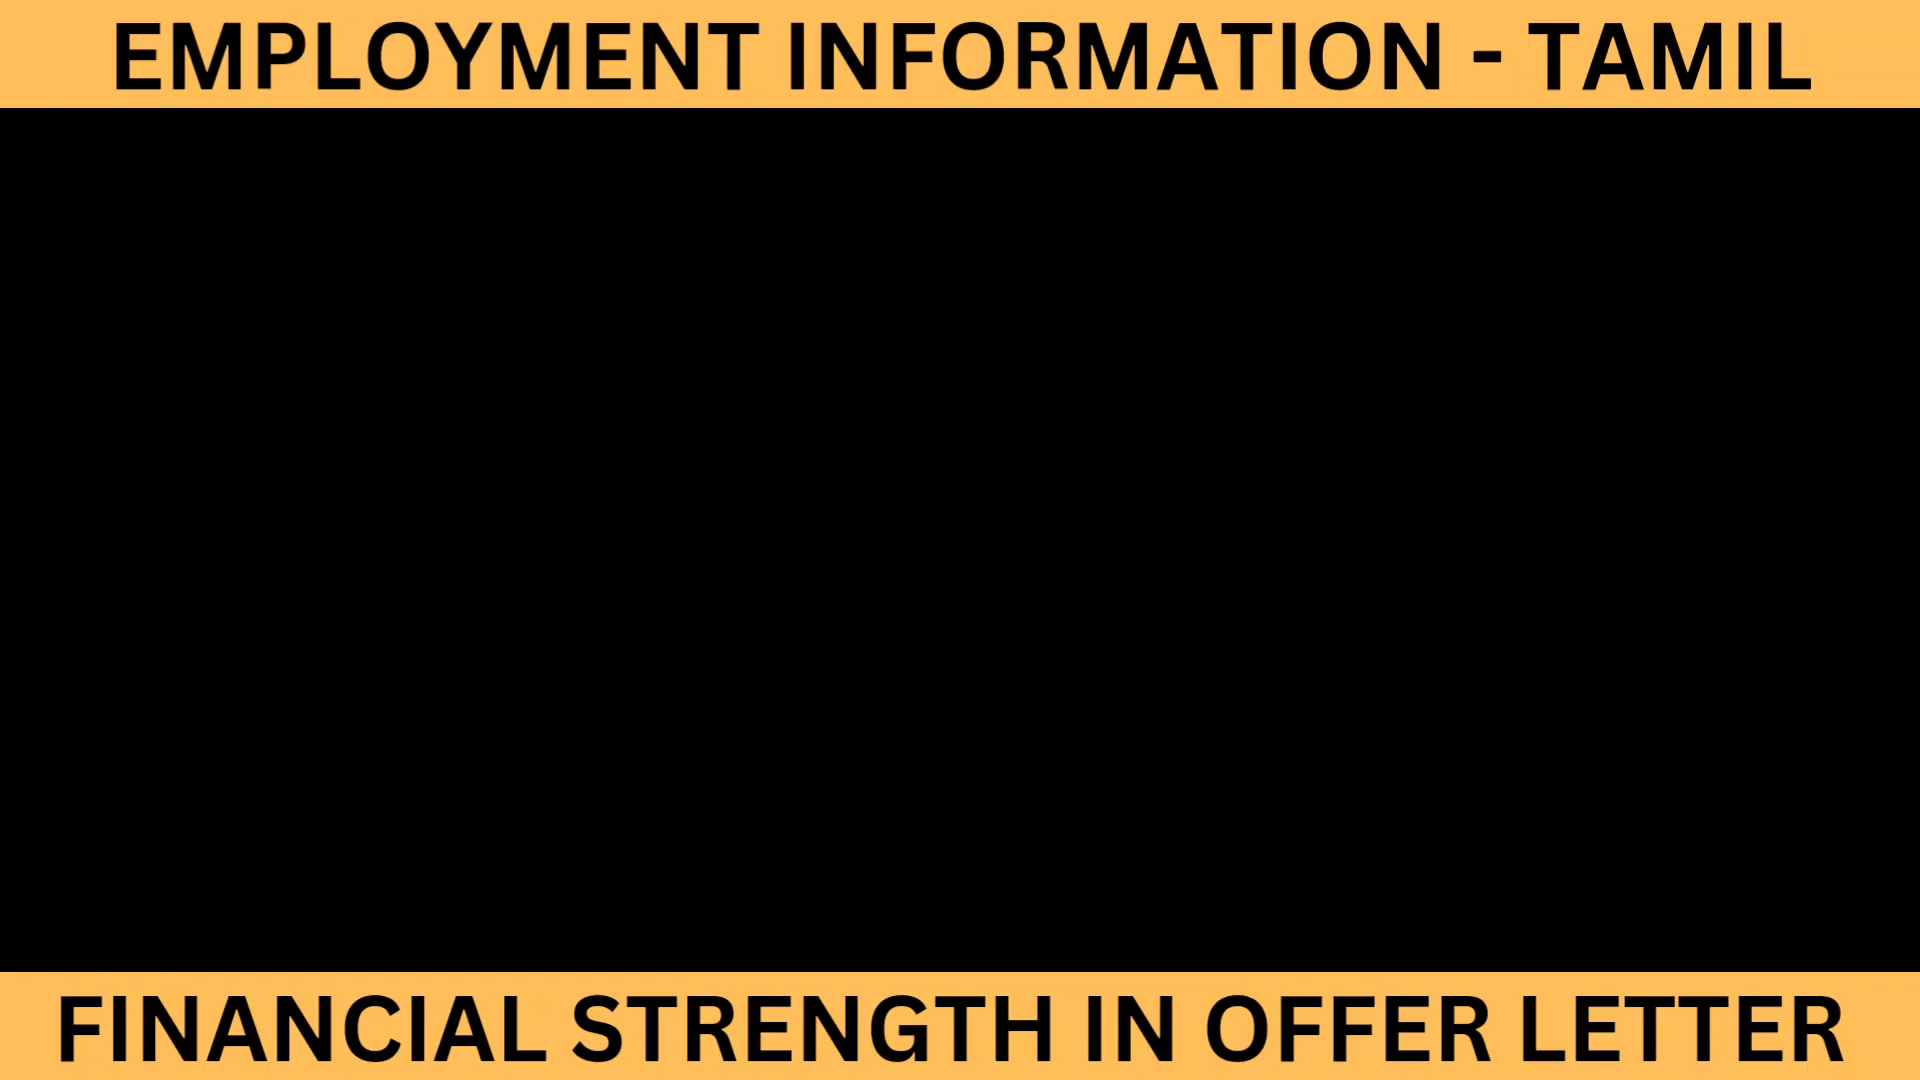 EMPLOYMENT INFORMATION - TAMIL
FINANCIAL STRENGTH IN OFFER LETTER